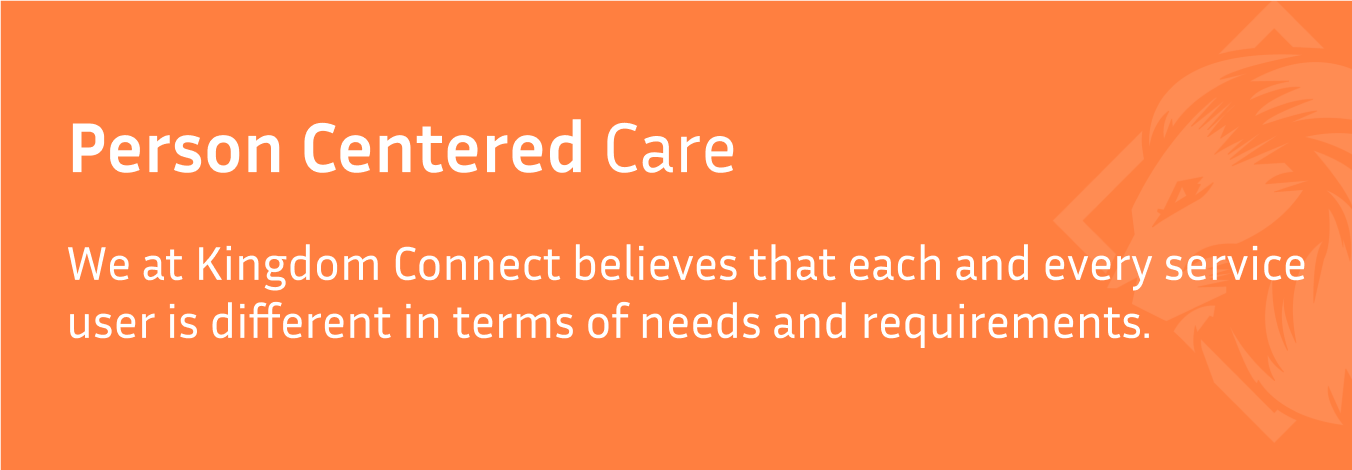 Person Centered Care
We at Kingdom Connect believes that each and every service
user is different in terms of needs and requirements.